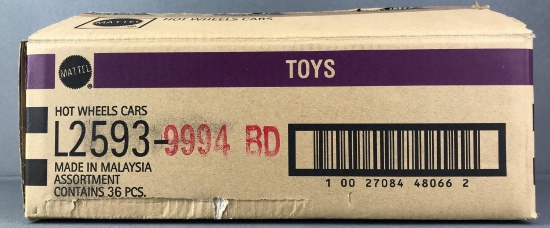 MATTEL
HOT WHEELS CARS
MATTEL
®
TOYS
HOT WHEELS CARS
L2593-9994 BD
MADE IN MALAYSIA
ASSORTMENT
CONTAINS 36 PCS.
1 00 27084 48066 2